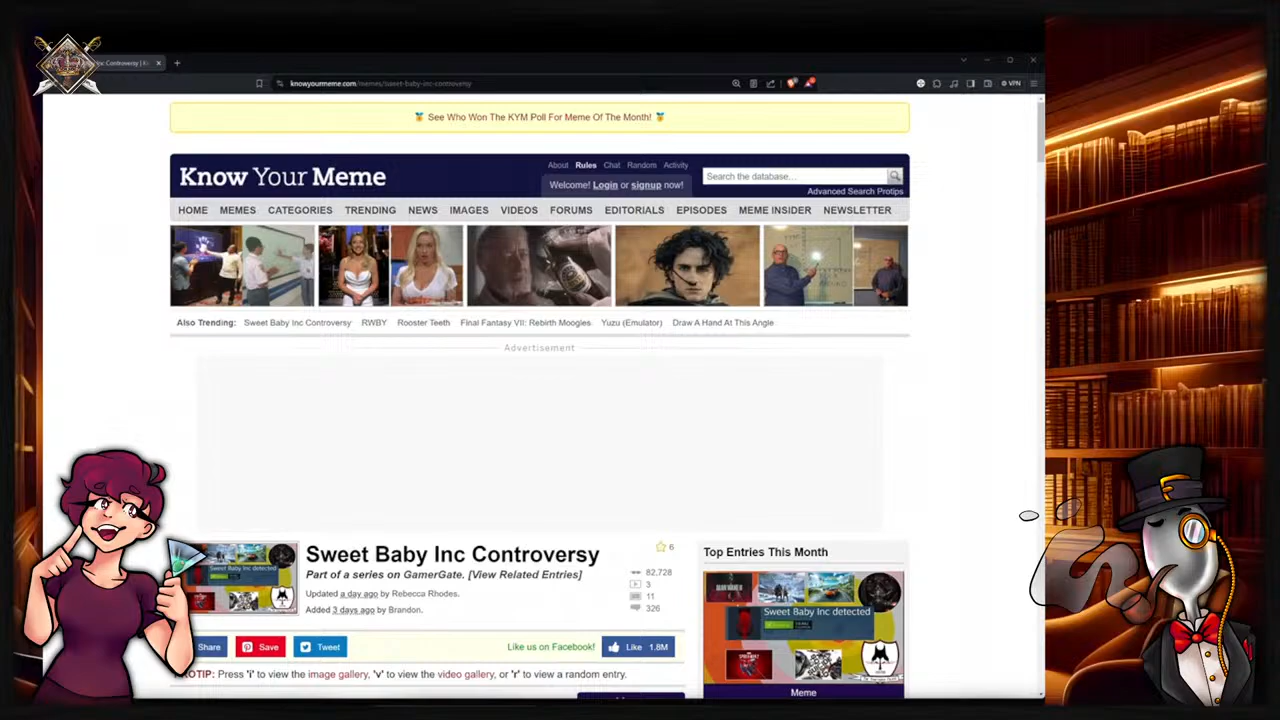 knowyourmeme.com/memes/sweet-baby-inc-controversy
VPN
See Who Won The KYM Poll For Meme Of The Month!
Know Your Meme
About Rules Chat Random Activity
Welcome! Login or signup now!
Search the database...
Advanced Search Protips
HOME MEMES CATEGORIES TRENDING NEWS IMAGES VIDEOS FORUMS EDITORIALS EPISODES MEME INSIDER NEWSLETTER
Also Trending: Sweet Baby Inc Controversy RWBY Rooster Teeth Final Fantasy VII: Rebirth Moogles Yuzu (Emulator) Draw A Hand At This Angle
Advertisement
Sweet Baby Inc Controversy
6
Part of a series on GamerGate. [View Related Entries]
Updated a day ago by Rebecca Rhodes.
Added 3 days ago by Brandon.
82,728
3
11
326
Top Entries This Month
Sweet Baby Inc detected
Share Save Tweet
Like us on Facebook! Like 1.8M
ROTIP: Press 'i' to view the image gallery, 'v' to view the video gallery, or 'r' to view a random entry.
Meme